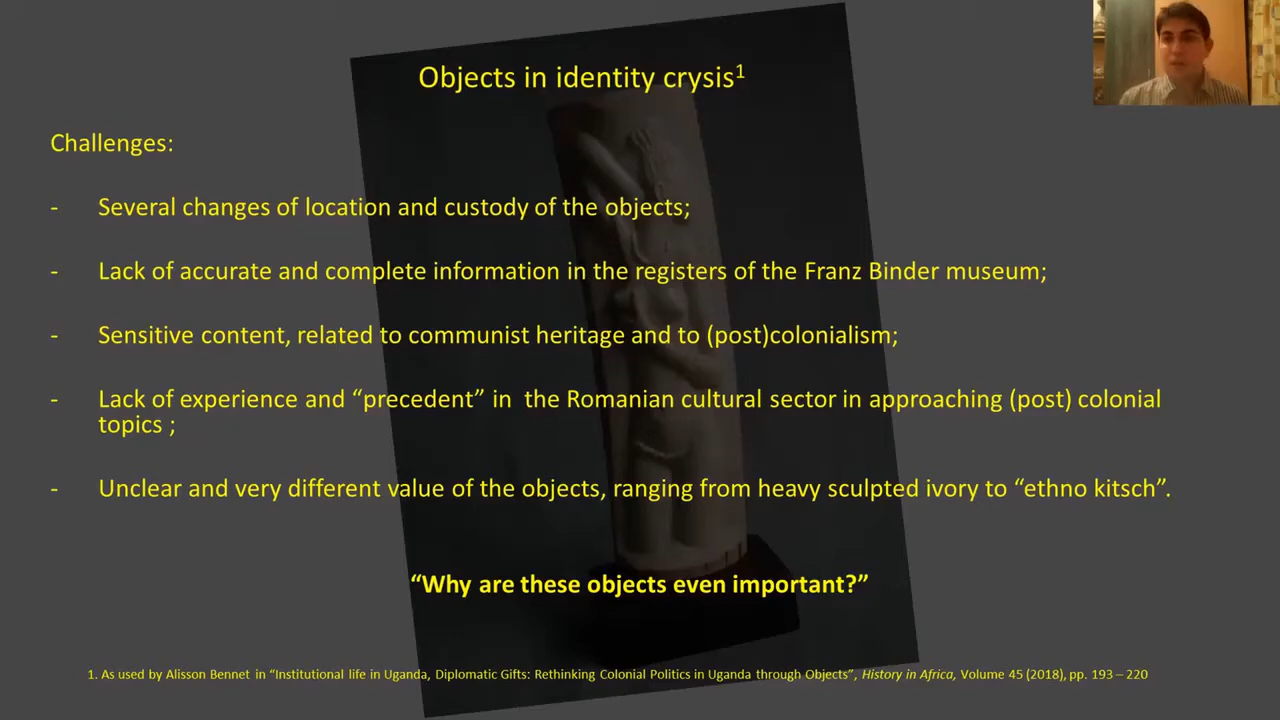 Objects in identity crysis1
Challenges:
- Several changes of location and custody of the objects;
- Lack of accurate and complete information in the registers of the Franz Binder museum;
- Sensitive content, related to communist heritage and to (post)colonialism;
- Lack of experience and “precedent” in the Romanian cultural sector in approaching (post) colonial
topics ;
- Unclear and very different value of the objects, ranging from heavy sculpted ivory to “ethno kitsch”.
“Why are these objects even important?”
1. As used by Alisson Bennet in “Institutional life in Uganda, Diplomatic Gifts: Rethinking Colonial Politics in Uganda through Objects”, History in Africa, Volume 45 (2018), pp. 193 – 220